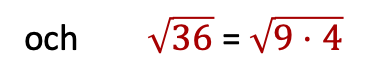 och √36 = √9 · 4